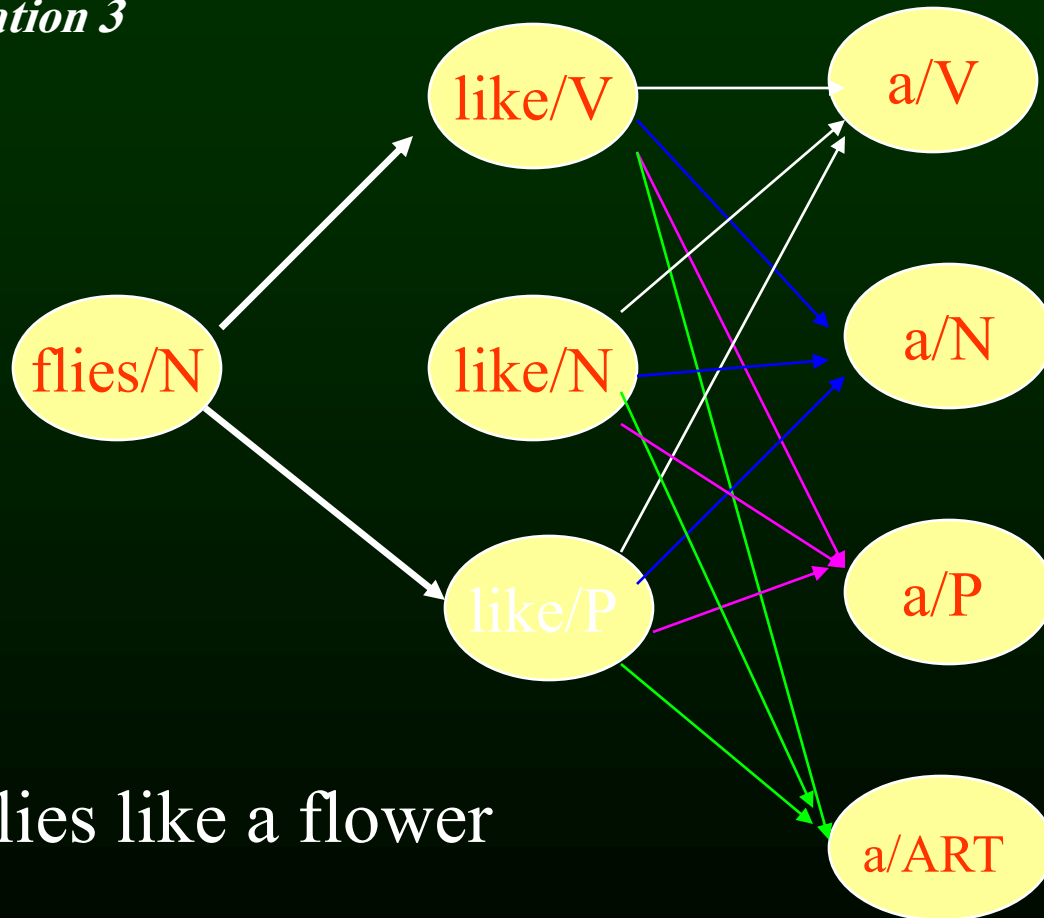 ation 3
like/V
a/V
flies/N
like/N
a/N
like/P
a/P
lies like a flower
a/ART